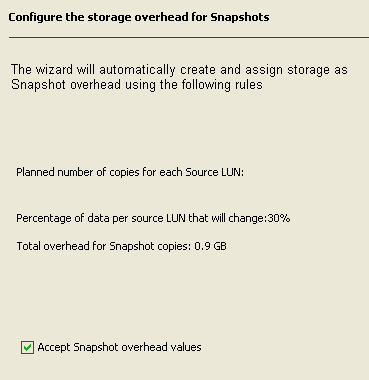 Configure the storage overhead for Snapshots
The wizard will automatically create and assign storage as
Snapshot overhead using the following rules
Planned number of copies for each Source LUN:
Percentage of data per source LUN that will change:30%
Total overhead for Snapshot copies: 0.9 GB
Accept Snapshot overhead values